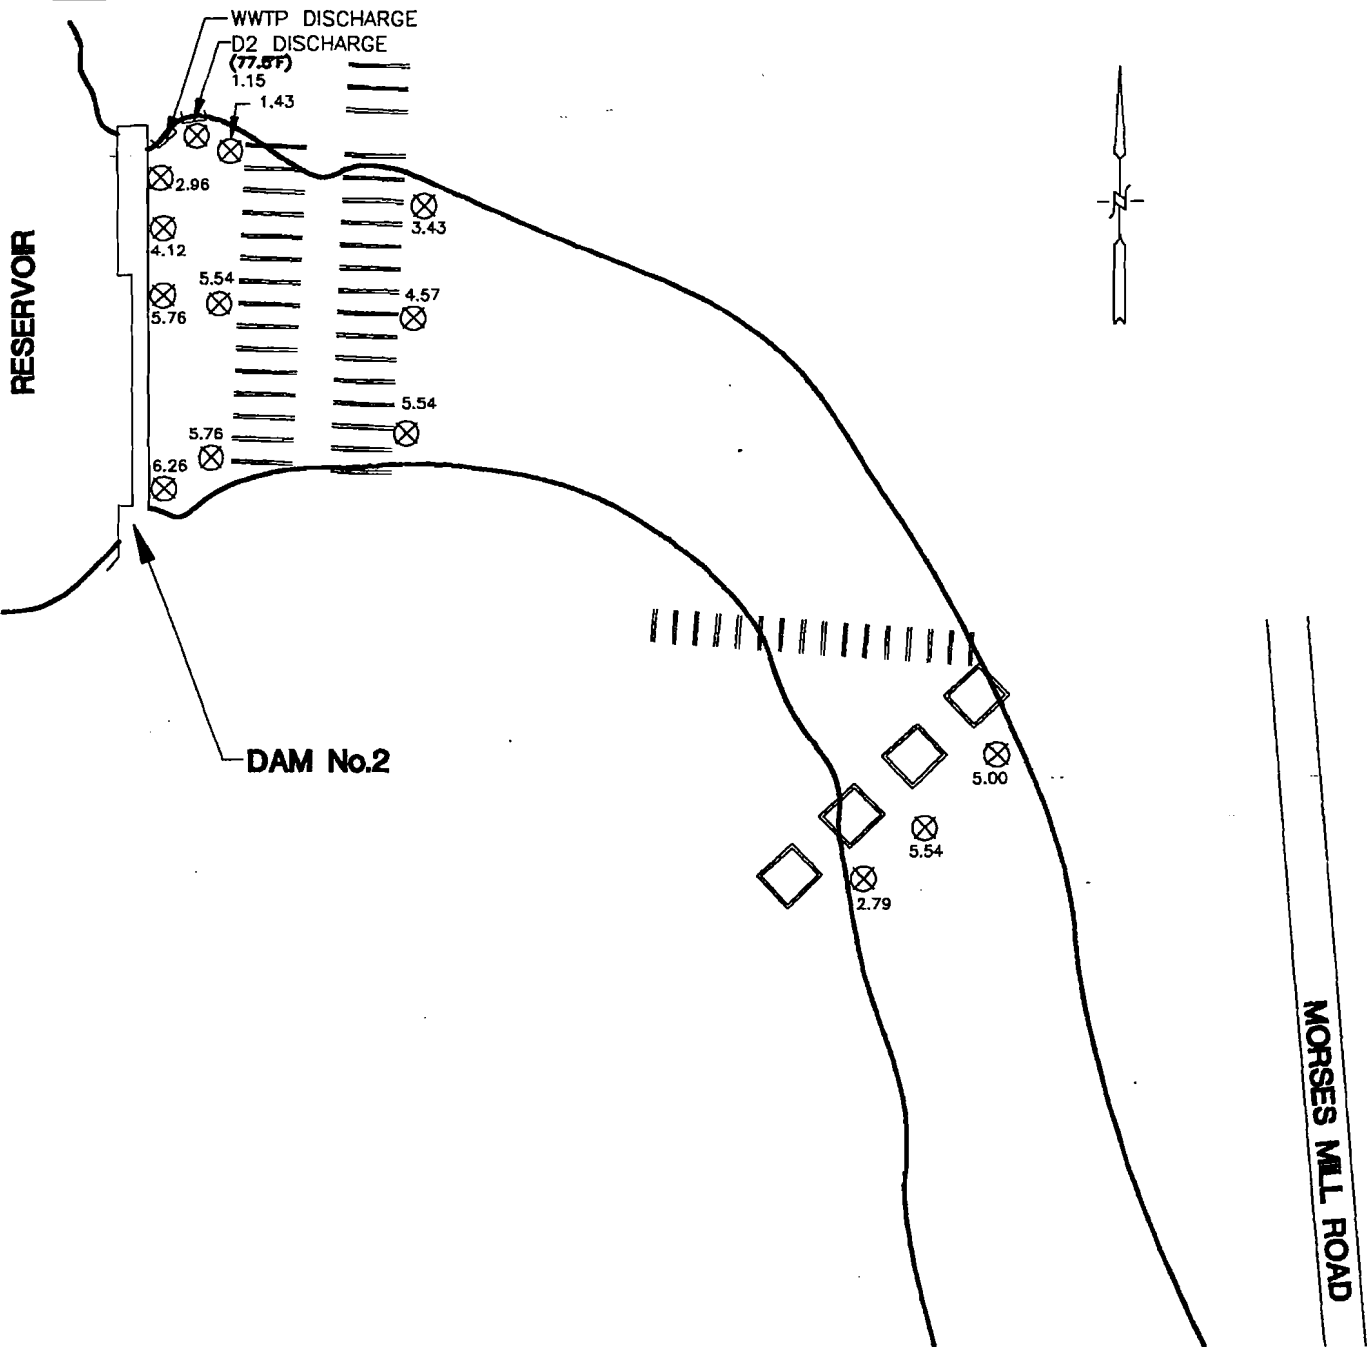 WWTP DISCHARGE
D2 DISCHARGE
(77.5F)
1.15
1.43
2.96
4.12
5.54
5.76
3.43
4.57
5.54
5.76
6.26
RESERVOIR
N
DAM No.2
5.00
5.54
2.79
MORSES MILL ROAD